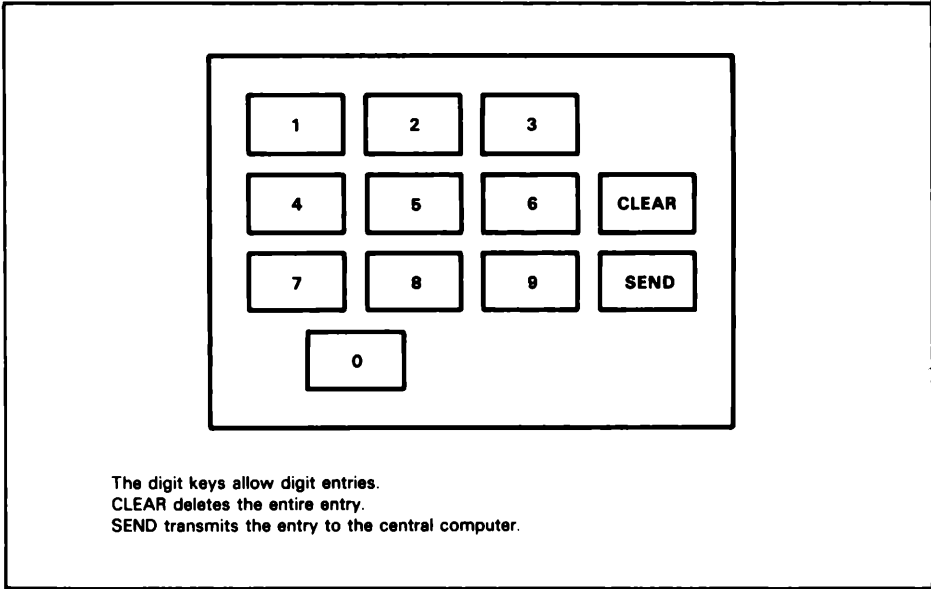 1 2 3
4 5 6 CLEAR
7 8 9 SEND
0
The digit keys allow digit entries.
CLEAR deletes the entire entry.
SEND transmits the entry to the central computer.